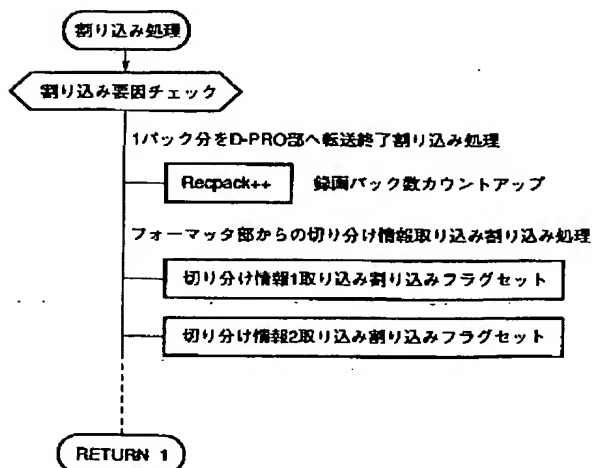 割り込み処理
割り込み要因チェック
1パック分をD-PRO部へ転送終了割り込み処理
Recpack++ 録画パック数カウントアップ
フォーマッタ部からの切り分け情報取り込み割り込み処理
切り分け情報1取り込み割り込みフラグセット
切り分け情報2取り込み割り込みフラグセット
RETURN 1